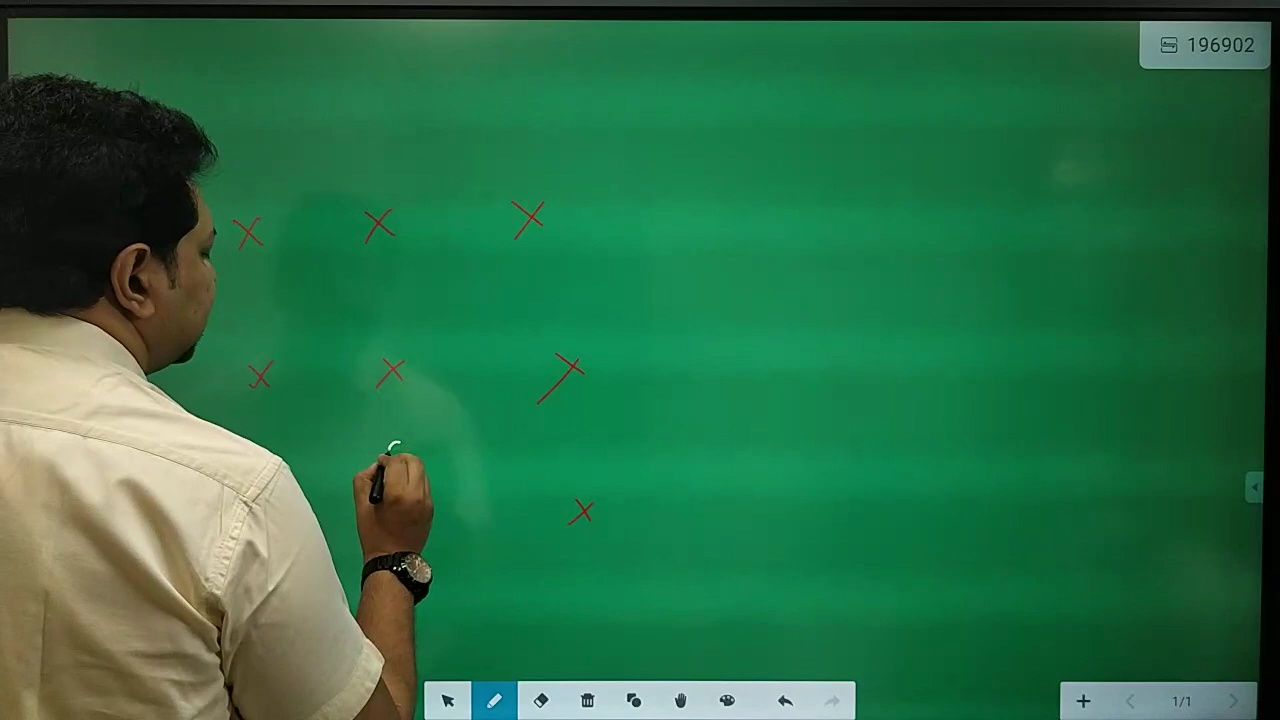 196902
× × ×
× × ×
×
1/1